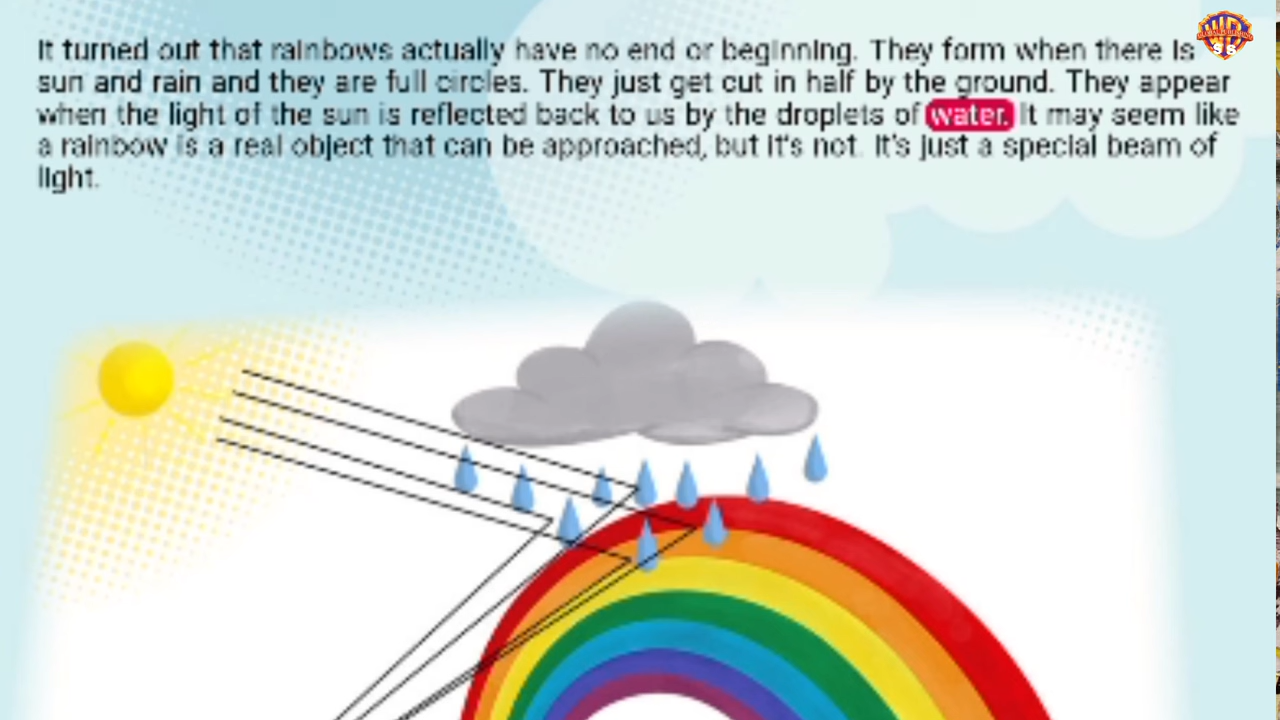 It turned out that rainbows actually have no end or beginning. They form when there is
sun and rain and they are full circles. They just get cut in half by the ground. They appear
when the light of the sun is reflected back to us by the droplets of water. It may seem like
a rainbow is a real object that can be approached, but it's not. It's just a special beam of
light.